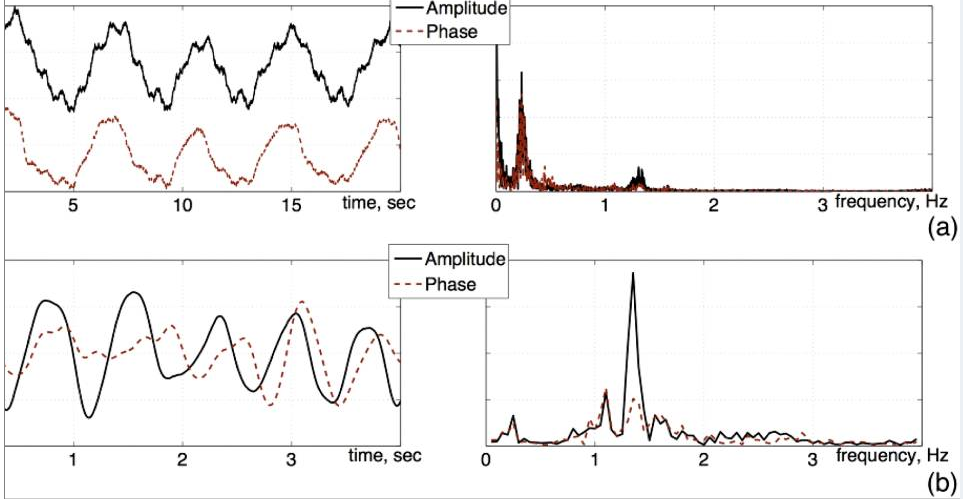 Amplitude
Phase
5 10 15 time, sec
0 1 2 3 frequency, Hz
(a)
Amplitude
Phase
1 2 3 time, sec
0 1 2 3 frequency, Hz
(b)